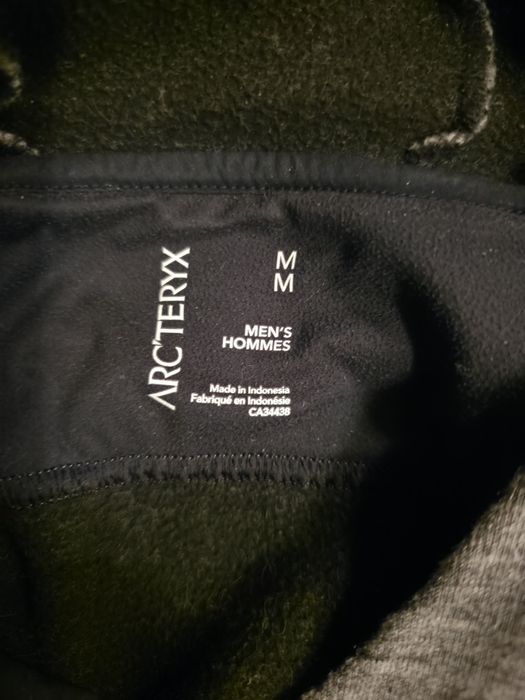 ARC'TERYX
M
M
MEN'S
HOMMES
Made in Indonesia
Fabriqué en Indonésie
CA34438